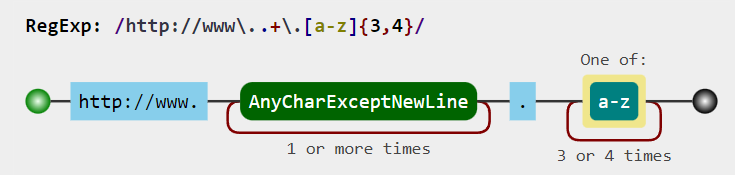 RegExp: /http://www\..+\.[a-z]{3,4}/
One of:
http://www. AnyCharExceptNewLine . a-z
1 or more times
3 or 4 times